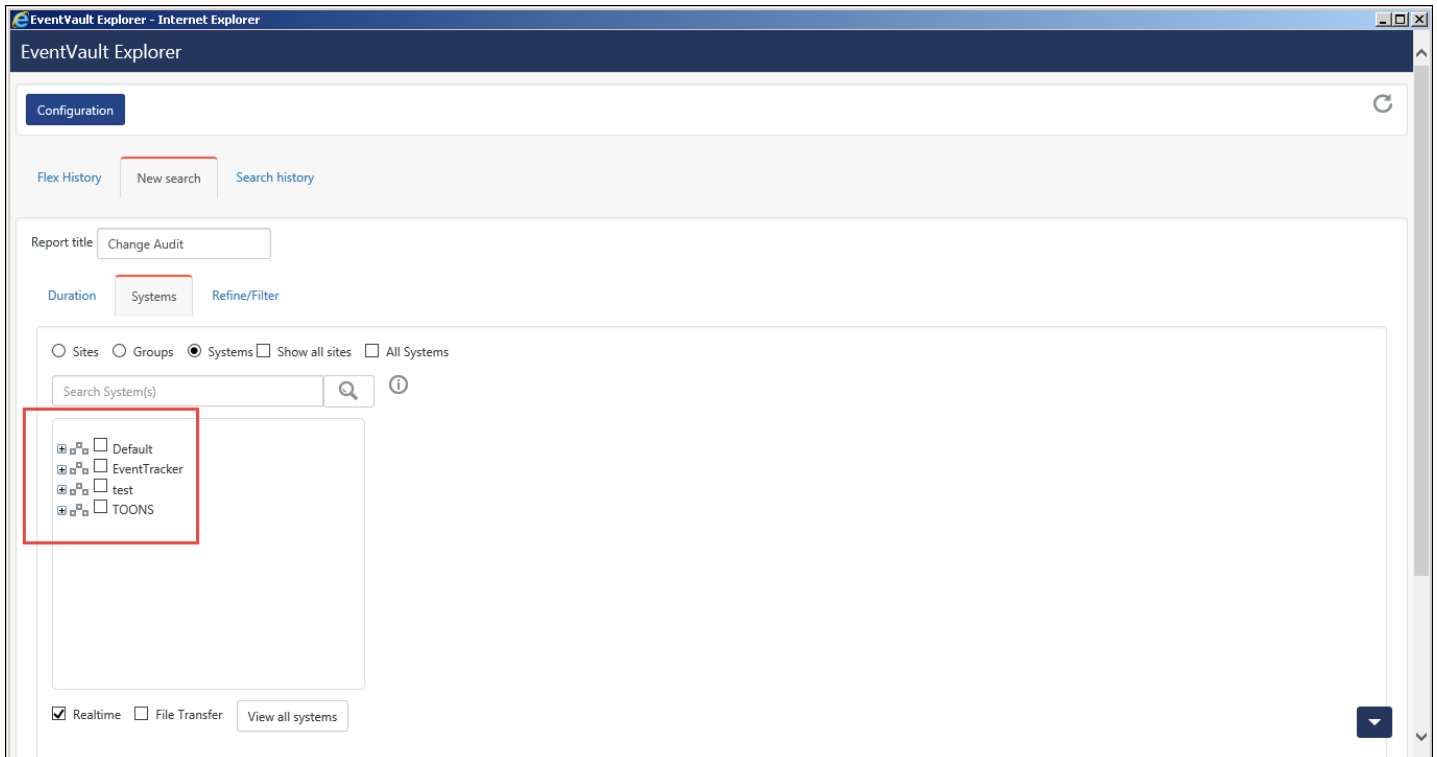 EventVault Explorer - Internet Explorer
EventVault Explorer
Configuration
Flex History New search Search history
Report title Change Audit
Duration Systems Refine/Filter
Sites Groups Systems Show all sites All Systems
Search System(s)
Default
EventTracker
test
TOONS
Realtime File Transfer View all systems